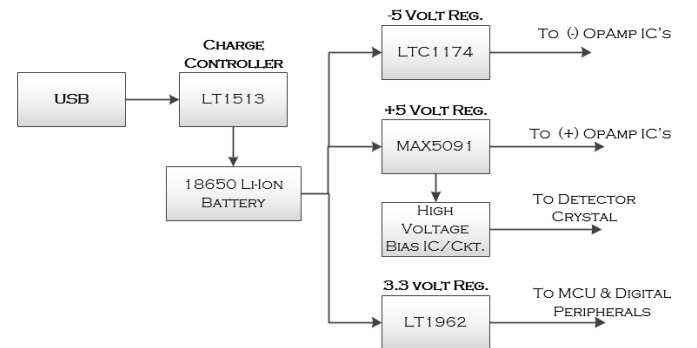 -5 Volt Reg.
LTC1174
To (-) OpAmp IC's
Charge
Controller
LT1513
USB
+5 Volt Reg.
MAX5091
To (+) OpAmp IC's
18650 Li-Ion
Battery
High
Voltage
Bias IC/Ckt.
To Detector
Crystal
3.3 volt Reg.
LT1962
To MCU & Digital
Peripherals